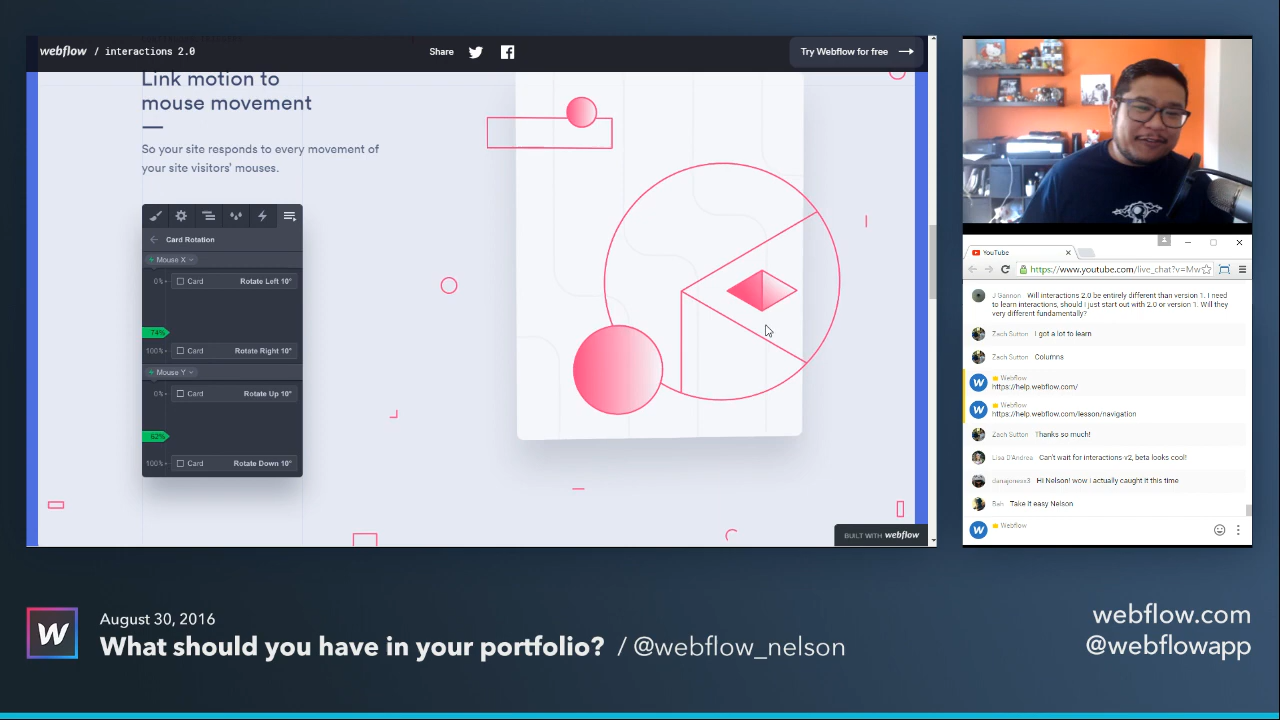 webflow / interactions 2.0
Share
Try Webflow for free →
Link motion to
mouse movement
So your site responds to every movement of
your site visitors' mouses.
Card Rotation
+ Mouse X
0% Card Rotate Left 10°
74%
100% Card Rotate Right 10°
+ Mouse Y
0% Card Rotate Up 10°
Card Rotate Down 10°
100%
BUILT WITH webflow
YouTube
https://www.youtube.com/live_chat?v=Mw
J Gannon Will interactions 2.0 be entirely different than version 1. I need
to learn interactions, should I just start out with 2.0 or version 1. Will they
very different fundamentally?
Zach Sutton I got a lot to learn
Zach Sutton Columns
Webflow
https://help.webflow.com/
Webflow
https://help.webflow.com/lesson/navigation
Zach Sutton Thanks so much!
Lisa D'Andrea Can't wait for interactions v2, beta looks cool!
danajonexx3 Hi Nelson! wow i actually caught it this time
Bah Take it easy Nelson
Webflow
W
August 30, 2016
What should you have in your portfolio? / @webflow_nelson
webflow.com
@webflowapp